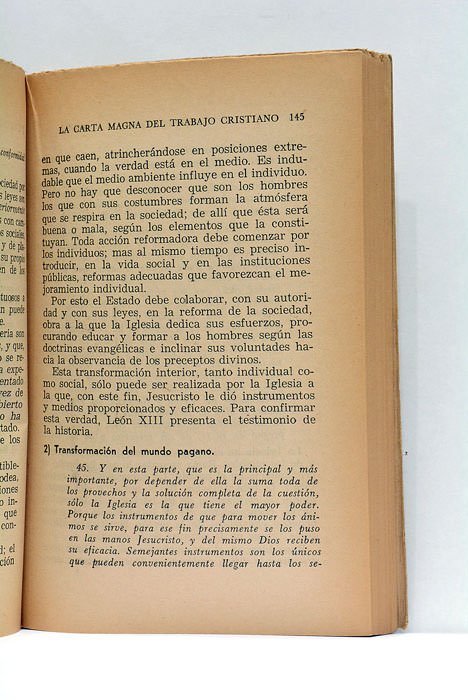 LA CARTA MAGNA DEL TRABAJO CRISTIANO 145
en que caen, atrincherándose en posiciones extre-
mas, cuando la verdad está en el medio. Es indu-
dable que el medio ambiente influye en el individuo.
Pero no hay que desconocer que son los hombres
los que con sus costumbres forman la atmósfera
que se respira en la sociedad; de allí que ésta será
buena o mala, según los elementos que la consti-
tuyan. Toda acción reformadora debe comenzar por
los individuos; mas al mismo tiempo es preciso in-
troducir, en la vida social y en las instituciones
públicas, reformas adecuadas que favorezcan el me-
joramiento individual.
Por esto el Estado debe colaborar, con su autori-
dad y con sus leyes, en la reforma de la sociedad,
obra a la que la Iglesia dedica sus esfuerzos, pro-
curando educar y formar a los hombres según las
doctrinas evangélicas e inclinar sus voluntades ha-
cia la observancia de los preceptos divinos.
Esta transformación interior, tanto individual co-
mo social, sólo puede ser realizada por la Iglesia a
la que, con este fin, Jesucristo le dió instrumentos
y medios proporcionados y eficaces. Para confirmar
esta verdad, León XIII presenta el testimonio de
la historia.
2) Transformación del mundo pagano.
45. Y en esta parte, que es la principal y más
importante, por depender de ella la suma toda de
los provechos y la solución completa de la cuestión,
sólo la Iglesia es la que tiene el mayor poder.
Porque los instrumentos de que para mover los áni-
mos se sirve, para ese fin precisamente se los puso
en las manos Jesucristo, y del mismo Dios reciben
su eficacia. Semejantes instrumentos son los únicos
que pueden convenientemente llegar hasta los se-